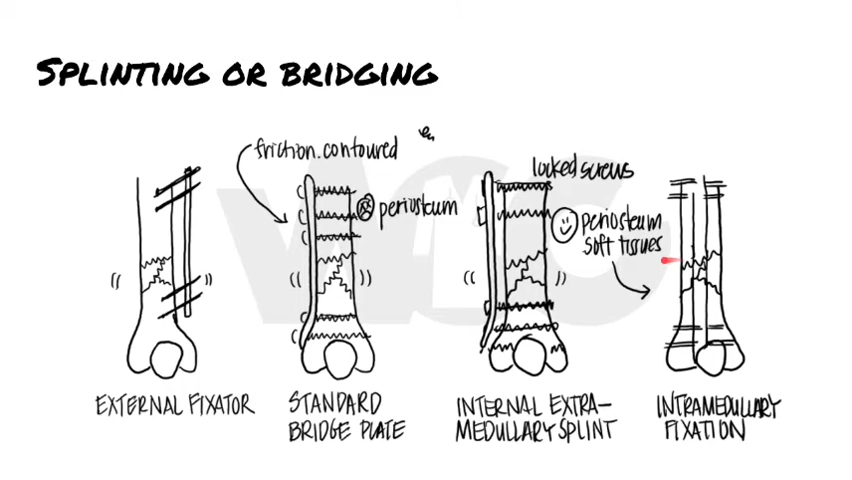 SPLINTING OR BRIDGING
friction.contoured
periosteum
locked screws
periosteum
soft tissues
EXTERNAL FIXATOR
STANDARD
BRIDGE PLATE
INTERNAL EXTRA-
MEDULLARY SPLINT
INTRAMEDULLARY
FIXATION